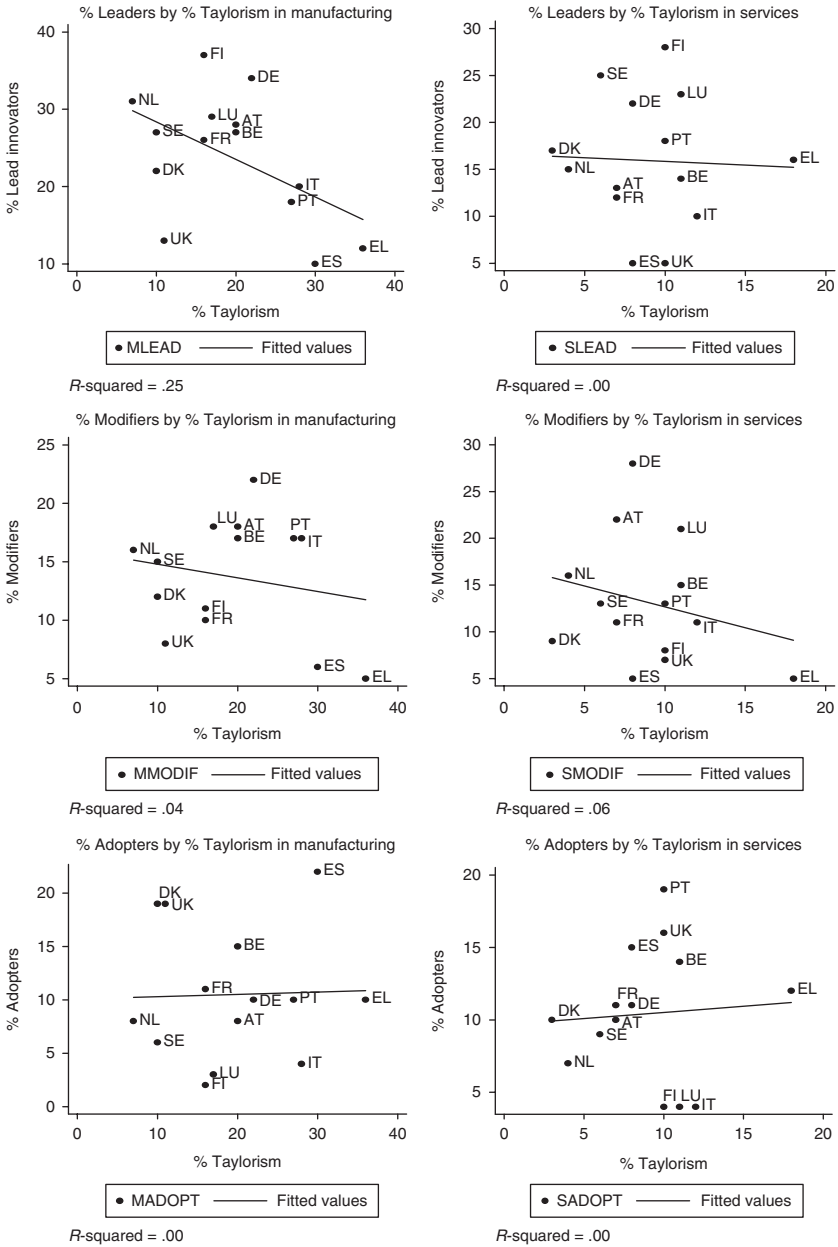 % Leaders by % Taylorism in manufacturing
40
30
20
10
% Lead innovators
FI
DE
NL
LU
AT
SE
BE
FR
DK
IT
PT
UK
EL
ES
0
10
20
30
40
% Taylorism
MLEAD
Fitted values
R-squared = .25
% Leaders by % Taylorism in services
30
25
20
15
10
5
% Lead innovators
FI
SE
LU
DE
PT
DK
EL
NL
BE
AT
FR
IT
ES
UK
0
5
10
15
20
% Taylorism
SLEAD
Fitted values
R-squared = .00
% Modifiers by % Taylorism in manufacturing
25
20
15
10
5
% Modifiers
DE
LU
AT
PT
BE
IT
NL
SE
DK
FI
FR
UK
ES
EL
0
10
20
30
40
% Taylorism
MMODIF
Fitted values
R-squared = .04
% Modifiers by % Taylorism in services
30
25
20
15
10
5
% Modifiers
DE
AT
LU
NL
BE
SE
PT
FR
IT
DK
FI
UK
ES
EL
0
5
10
15
20
% Taylorism
SMODIF
Fitted values
R-squared = .06
% Adopters by % Taylorism in manufacturing
20
15
10
5
0
% Adopters
ES
DK
UK
BE
FR
DE
PT
EL
NL
AT
SE
IT
LU
FI
0
10
20
30
40
% Taylorism
MADOPT
Fitted values
R-squared = .00
% Adopters by % Taylorism in services
20
15
10
5
% Adopters
PT
UK
ES
BE
EL
FR
DE
DK
AT
SE
NL
FI
LU
IT
0
5
10
15
20
% Taylorism
SADOPT
Fitted values
R-squared = .00